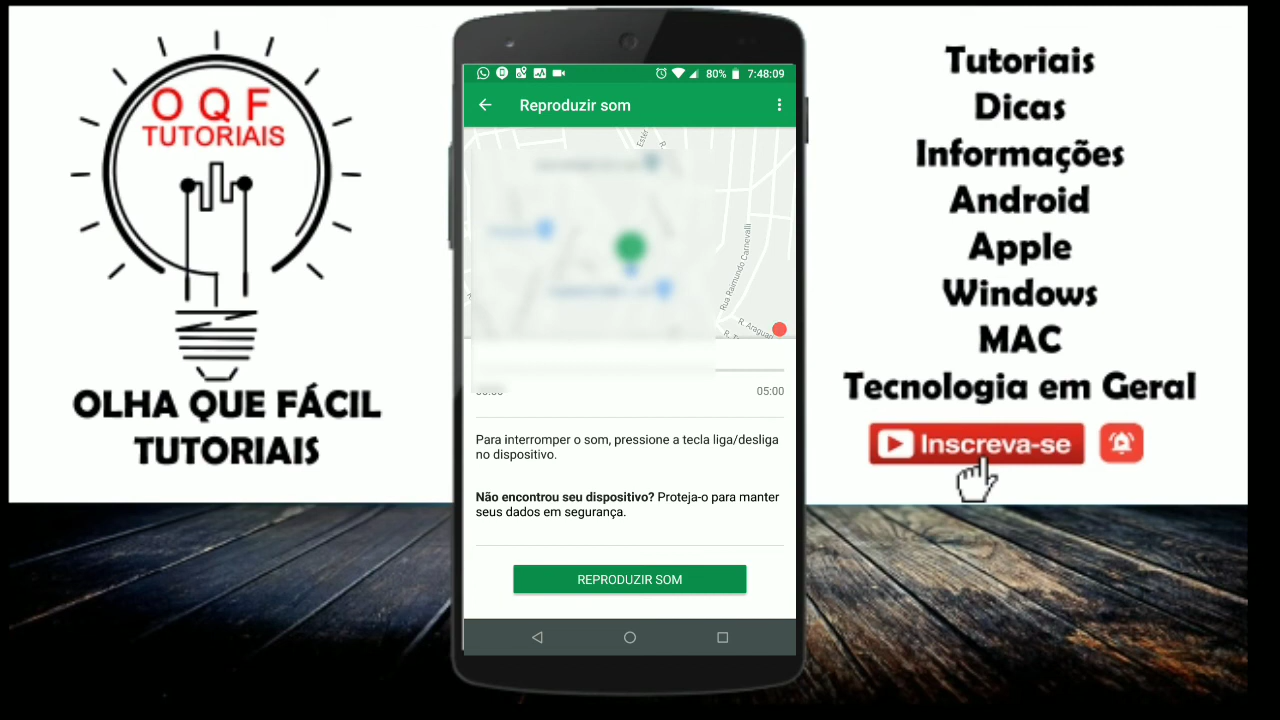 O Q F
TUTORIAIS
OLHA QUE FÁCIL
TUTORIAIS
80% 7:48:09
Reproduzir som
Ester
R.
Rua Raimundo Carnevalli
R. Araguari
05:00
Para interromper o som, pressione a tecla liga/desliga
no dispositivo.
Não encontrou seu dispositivo? Proteja-o para manter
seus dados em segurança.
REPRODUZIR SOM
Tutoriais
Dicas
Informações
Android
Apple
Windows
MAC
Tecnologia em Geral
Inscreva-se